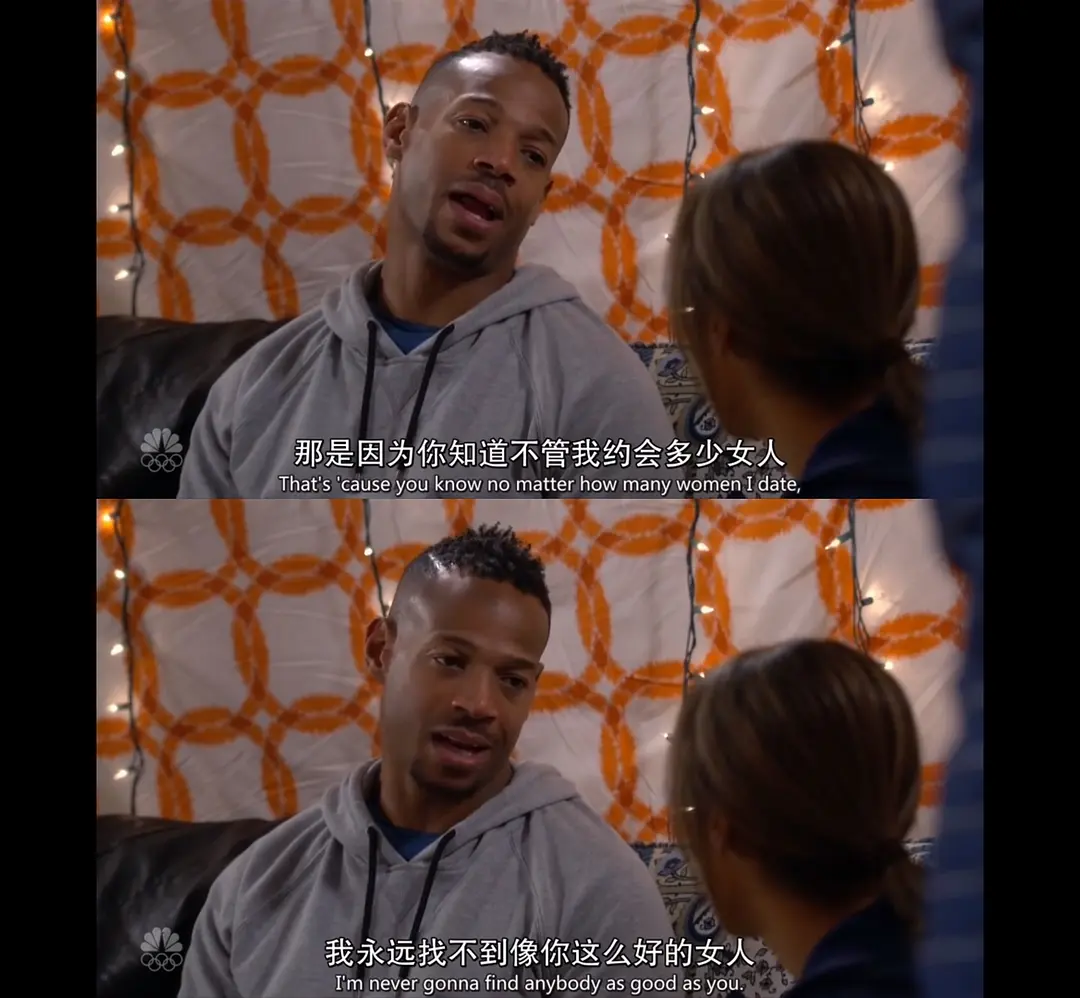 那是因为你知道不管我约会多少女人
That's 'cause you know no matter how many women I date,
我永远找不到像你这么好的女人
I'm never gonna find anybody as good as you.